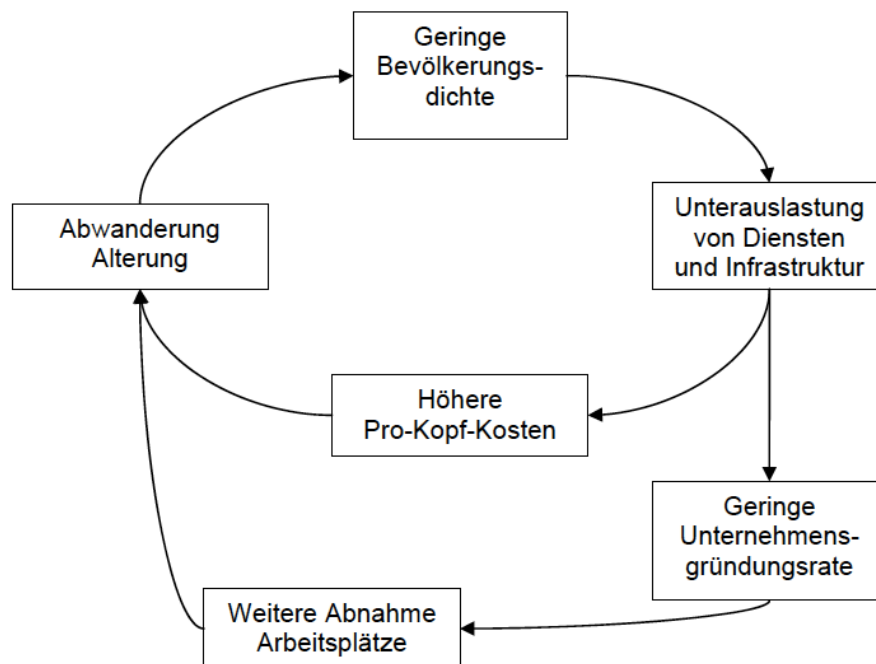 Geringe
Bevölkerungs-
dichte
Unterauslastung
von Diensten
und Infrastruktur
Abwanderung
Alterung
Höhere
Pro-Kopf-Kosten
Geringe
Unternehmens-
gründungsrate
Weitere Abnahme
Arbeitsplätze